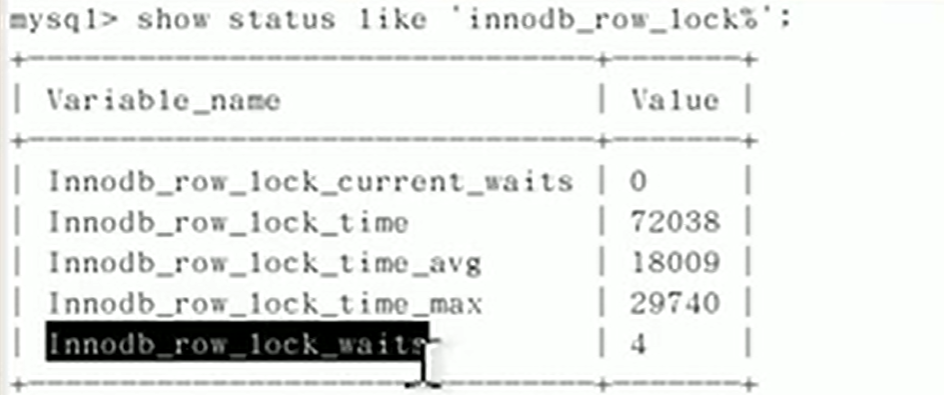 mysql> show status like 'innodb_row_lock%';
+-------------------------------+-------+
| Variable_name                 | Value |
+-------------------------------+-------+
| Innodb_row_lock_current_waits | 0     |
| Innodb_row_lock_time          | 72038 |
| Innodb_row_lock_time_avg      | 18009 |
| Innodb_row_lock_time_max      | 29740 |
| Innodb_row_lock_waits         | 4     |
+-------------------------------+-------+